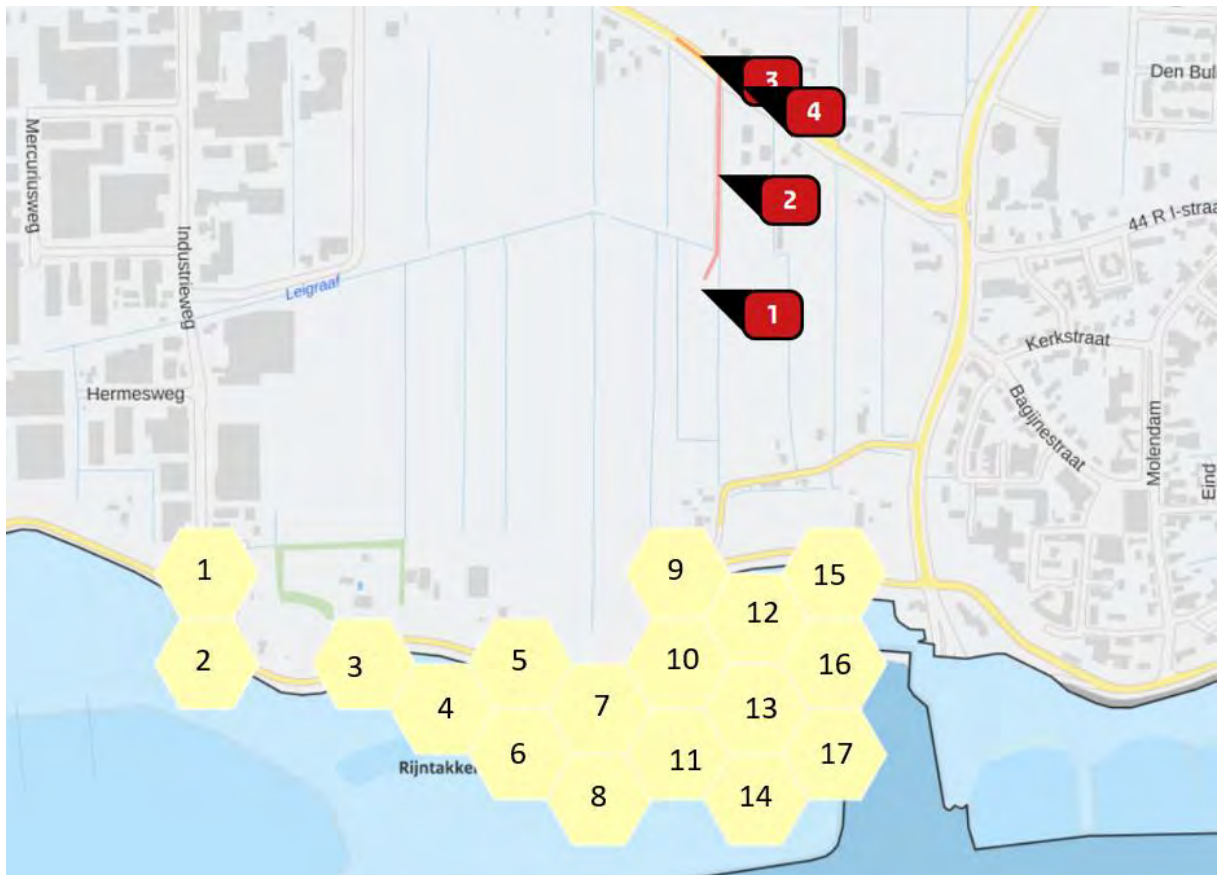 Den Bul
3
4
Mercuriusweg
2
44 R I-straa
Industrieweg
Leigraaf
1
Kerkstraat
Hermesweg
Bagijnestraat
Molendam
Eind
1
9
15
12
2
3
5
10
16
4
7
13
6
11
17
Rijntakke
8
14